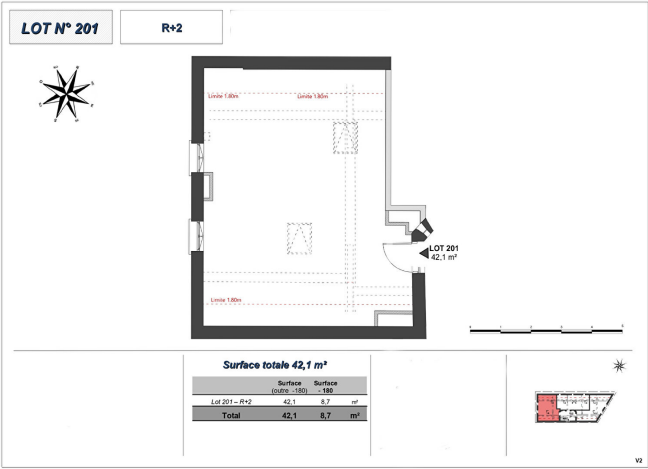 LOT N° 201
R+2
Limite 1.80m
Limite 1.80m
LOT 201
42,1 m²
Limite 1.80m
Surface totale 42,1 m²
Surface
(outre -180)
Surface
- 180
Lot 201 – R+2 42,1 8,7 m²
Total 42,1 8,7 m²
V2